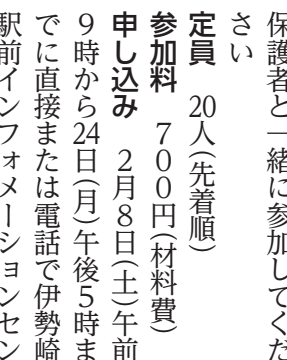 保護者と一緒に参加してくだ
さい
定員　20人(先着順)
参加料　７００円(材料費)
申し込み　２月８日(土)午前
９時から24日(月)午後５時ま
でに直接または電話で伊勢崎
駅前インフォメーションセン